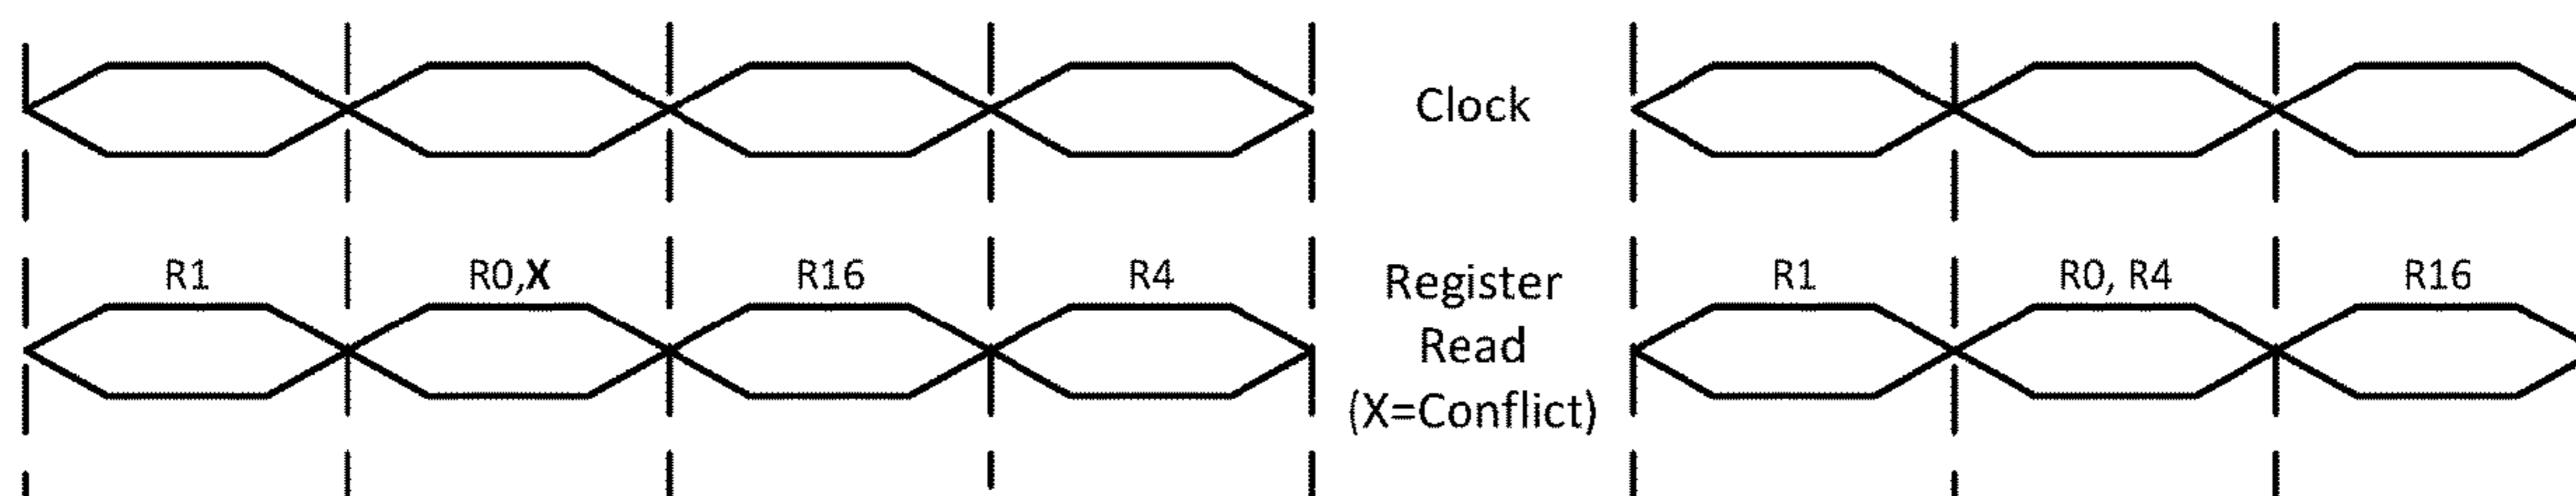 Clock
R1 R0,X R16 R4
Register
Read
(X=Conflict)
R1 R0, R4 R16